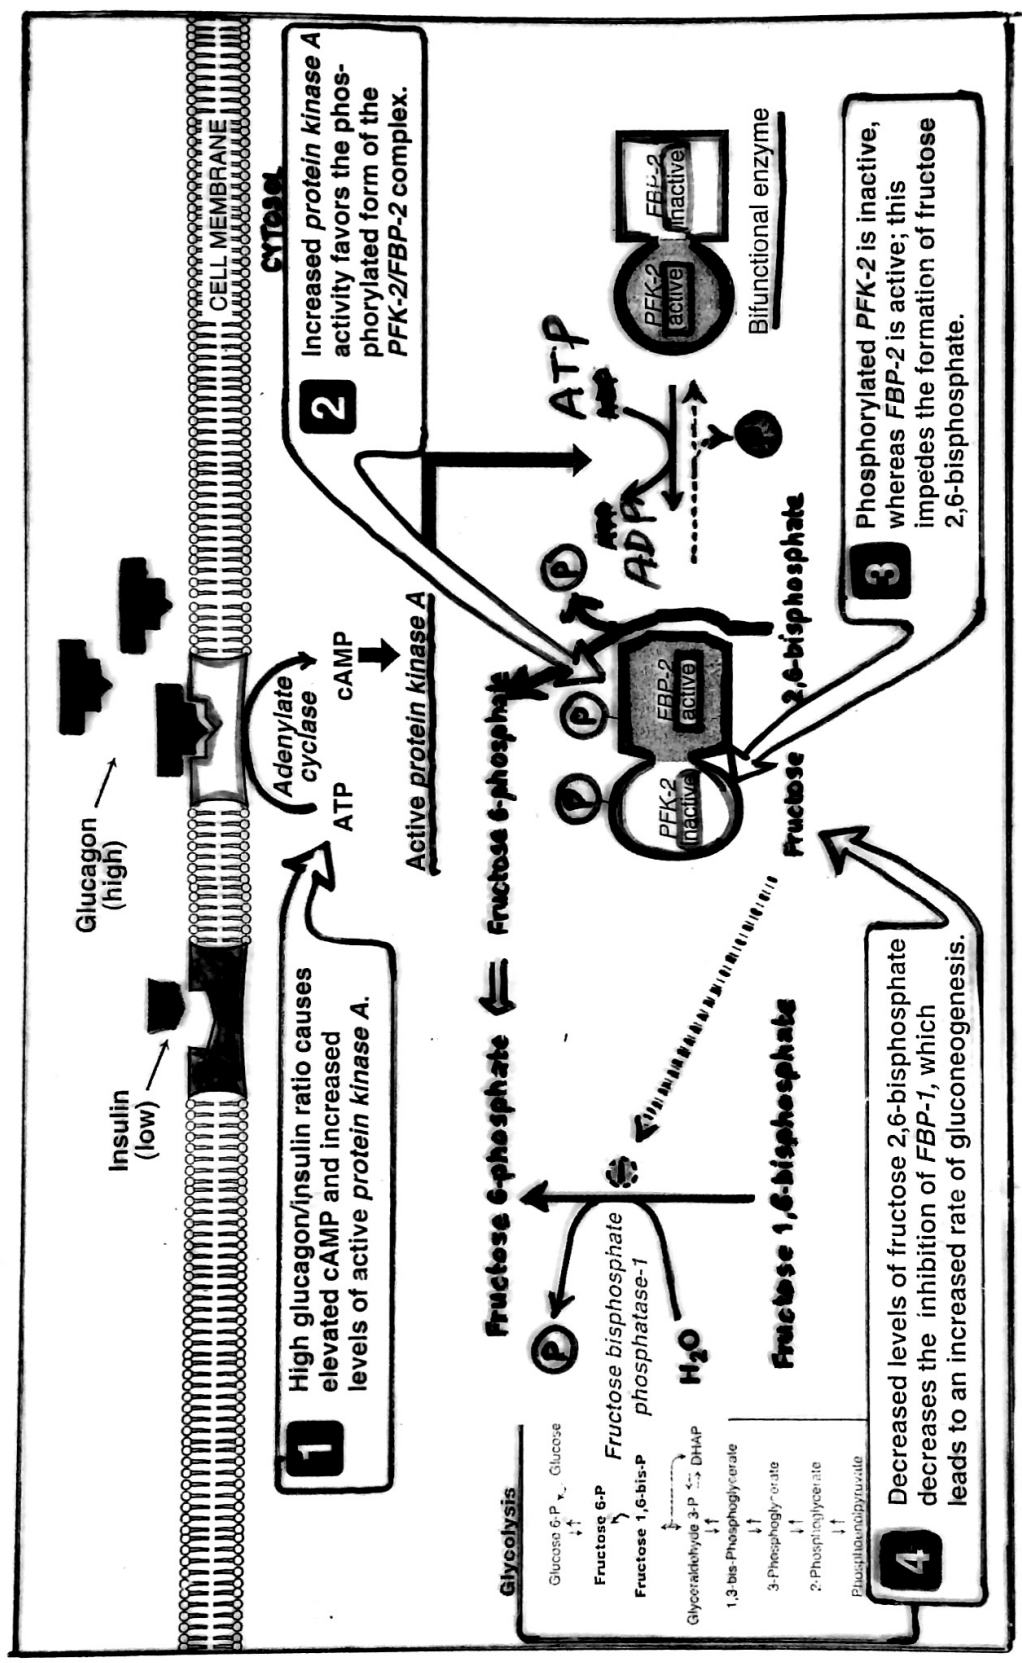 Insulin
(low)
Glucagon
(high)
CELL MEMBRANE
CYTOSOL
1
High glucagon/insulin ratio causes
elevated cAMP and increased
levels of active protein kinase A.
Adenylate
cyclase
ATP
cAMP
Active protein kinase A
2
Increased protein kinase A
activity favors the phos-
phorylated form of the
PFK-2/FBP-2 complex.
Glycolysis
Glucose 6-P
Glucose
Fructose 6-P
Fructose 1,6-bis-P
Glyceraldehyde 3-P
DHAP
1,3-bis-Phosphoglycerate
3-Phosphoglycerate
2-Phosphoglycerate
Phosphoenolpyruvate
Fructose 6-phosphate
Fructose 6-phosphate
P
Fructose bisphosphate
phosphatase-1
H₂O
Fructose 1,6-bisphosphate
P
P
P
PFK-2
inactive
FBP-2
active
Fructose 2,6-bisphosphate
ADP
ATP
PFK-2
active
FBP-2
inactive
Bifunctional enzyme
3
Phosphorylated PFK-2 is inactive,
whereas FBP-2 is active; this
impedes the formation of fructose
2,6-bisphosphate.
4
Decreased levels of fructose 2,6-bisphosphate
decreases the inhibition of FBP-1, which
leads to an increased rate of gluconeogenesis.